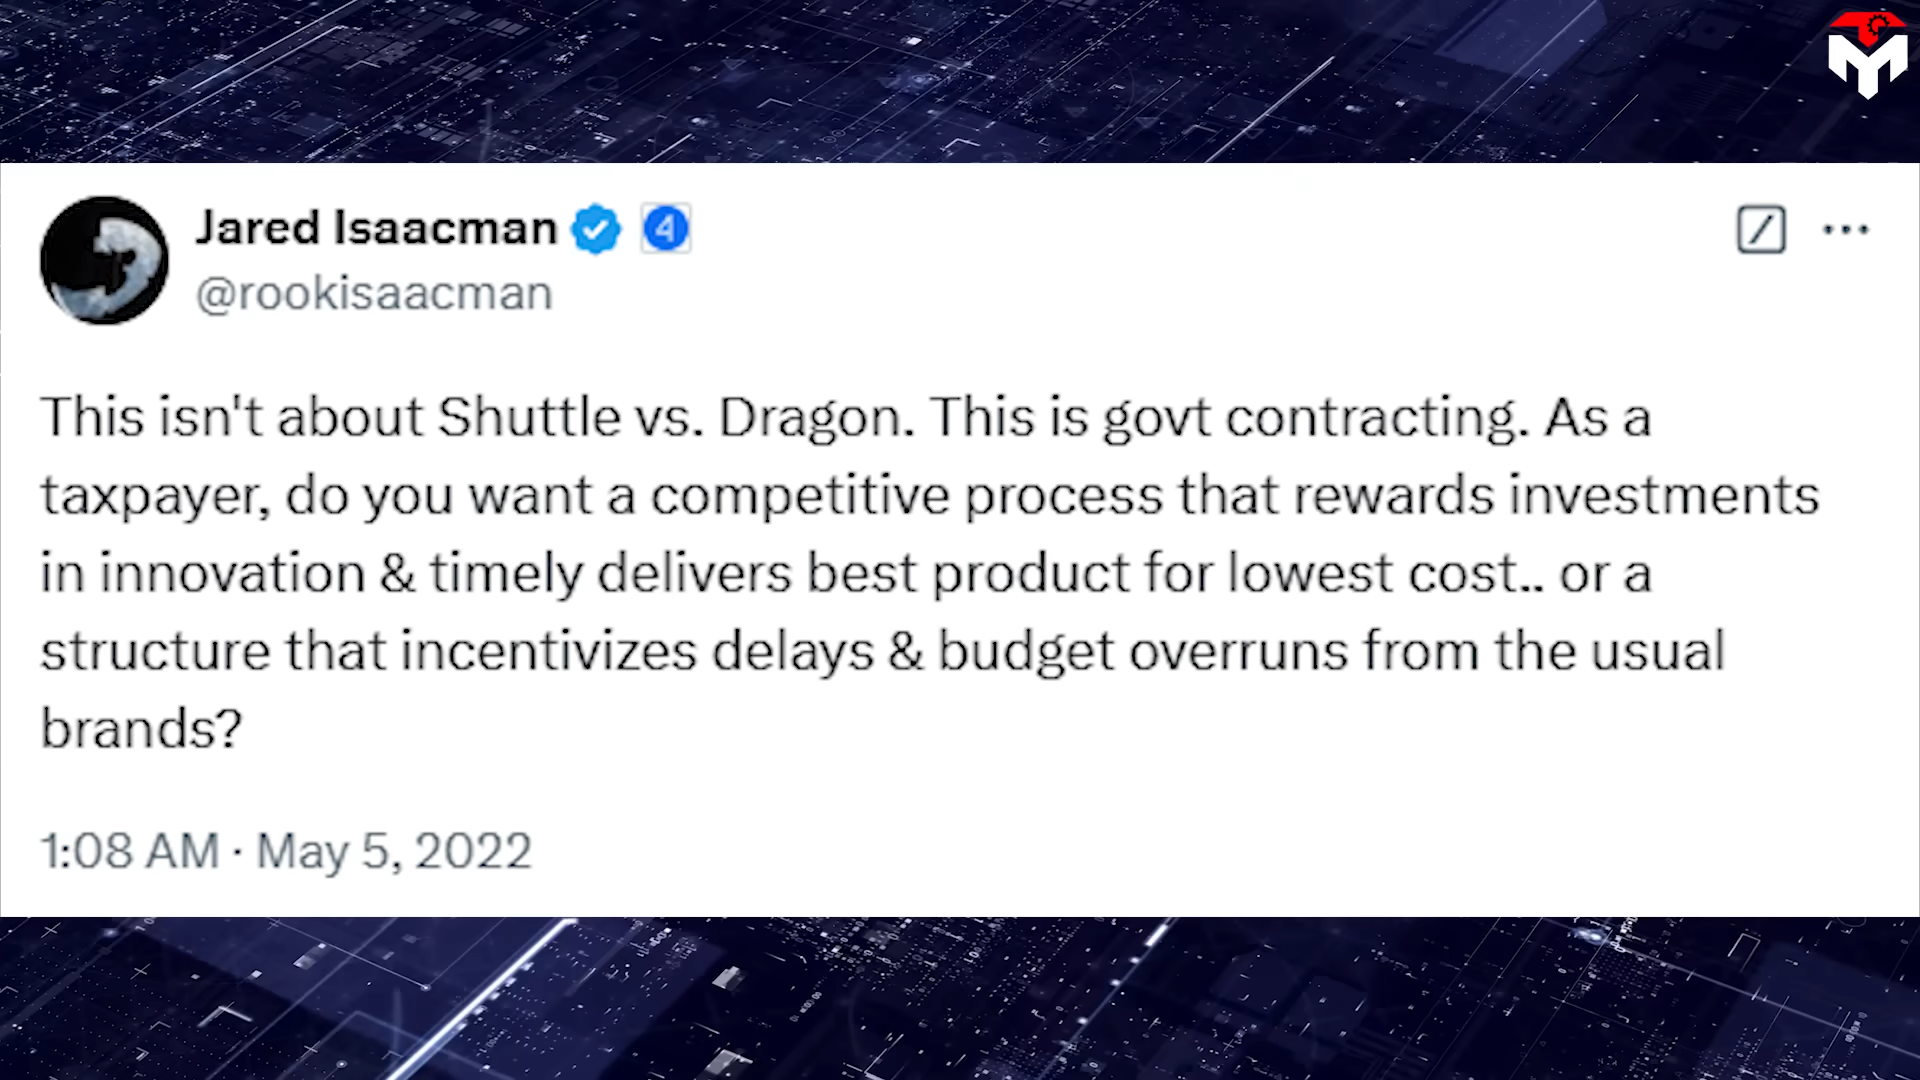 Jared Isaacman
@rookisaacman
This isn't about Shuttle vs. Dragon. This is govt contracting. As a
taxpayer, do you want a competitive process that rewards investments
in innovation & timely delivers best product for lowest cost.. or a
structure that incentivizes delays & budget overruns from the usual
brands?
1:08 AM · May 5, 2022